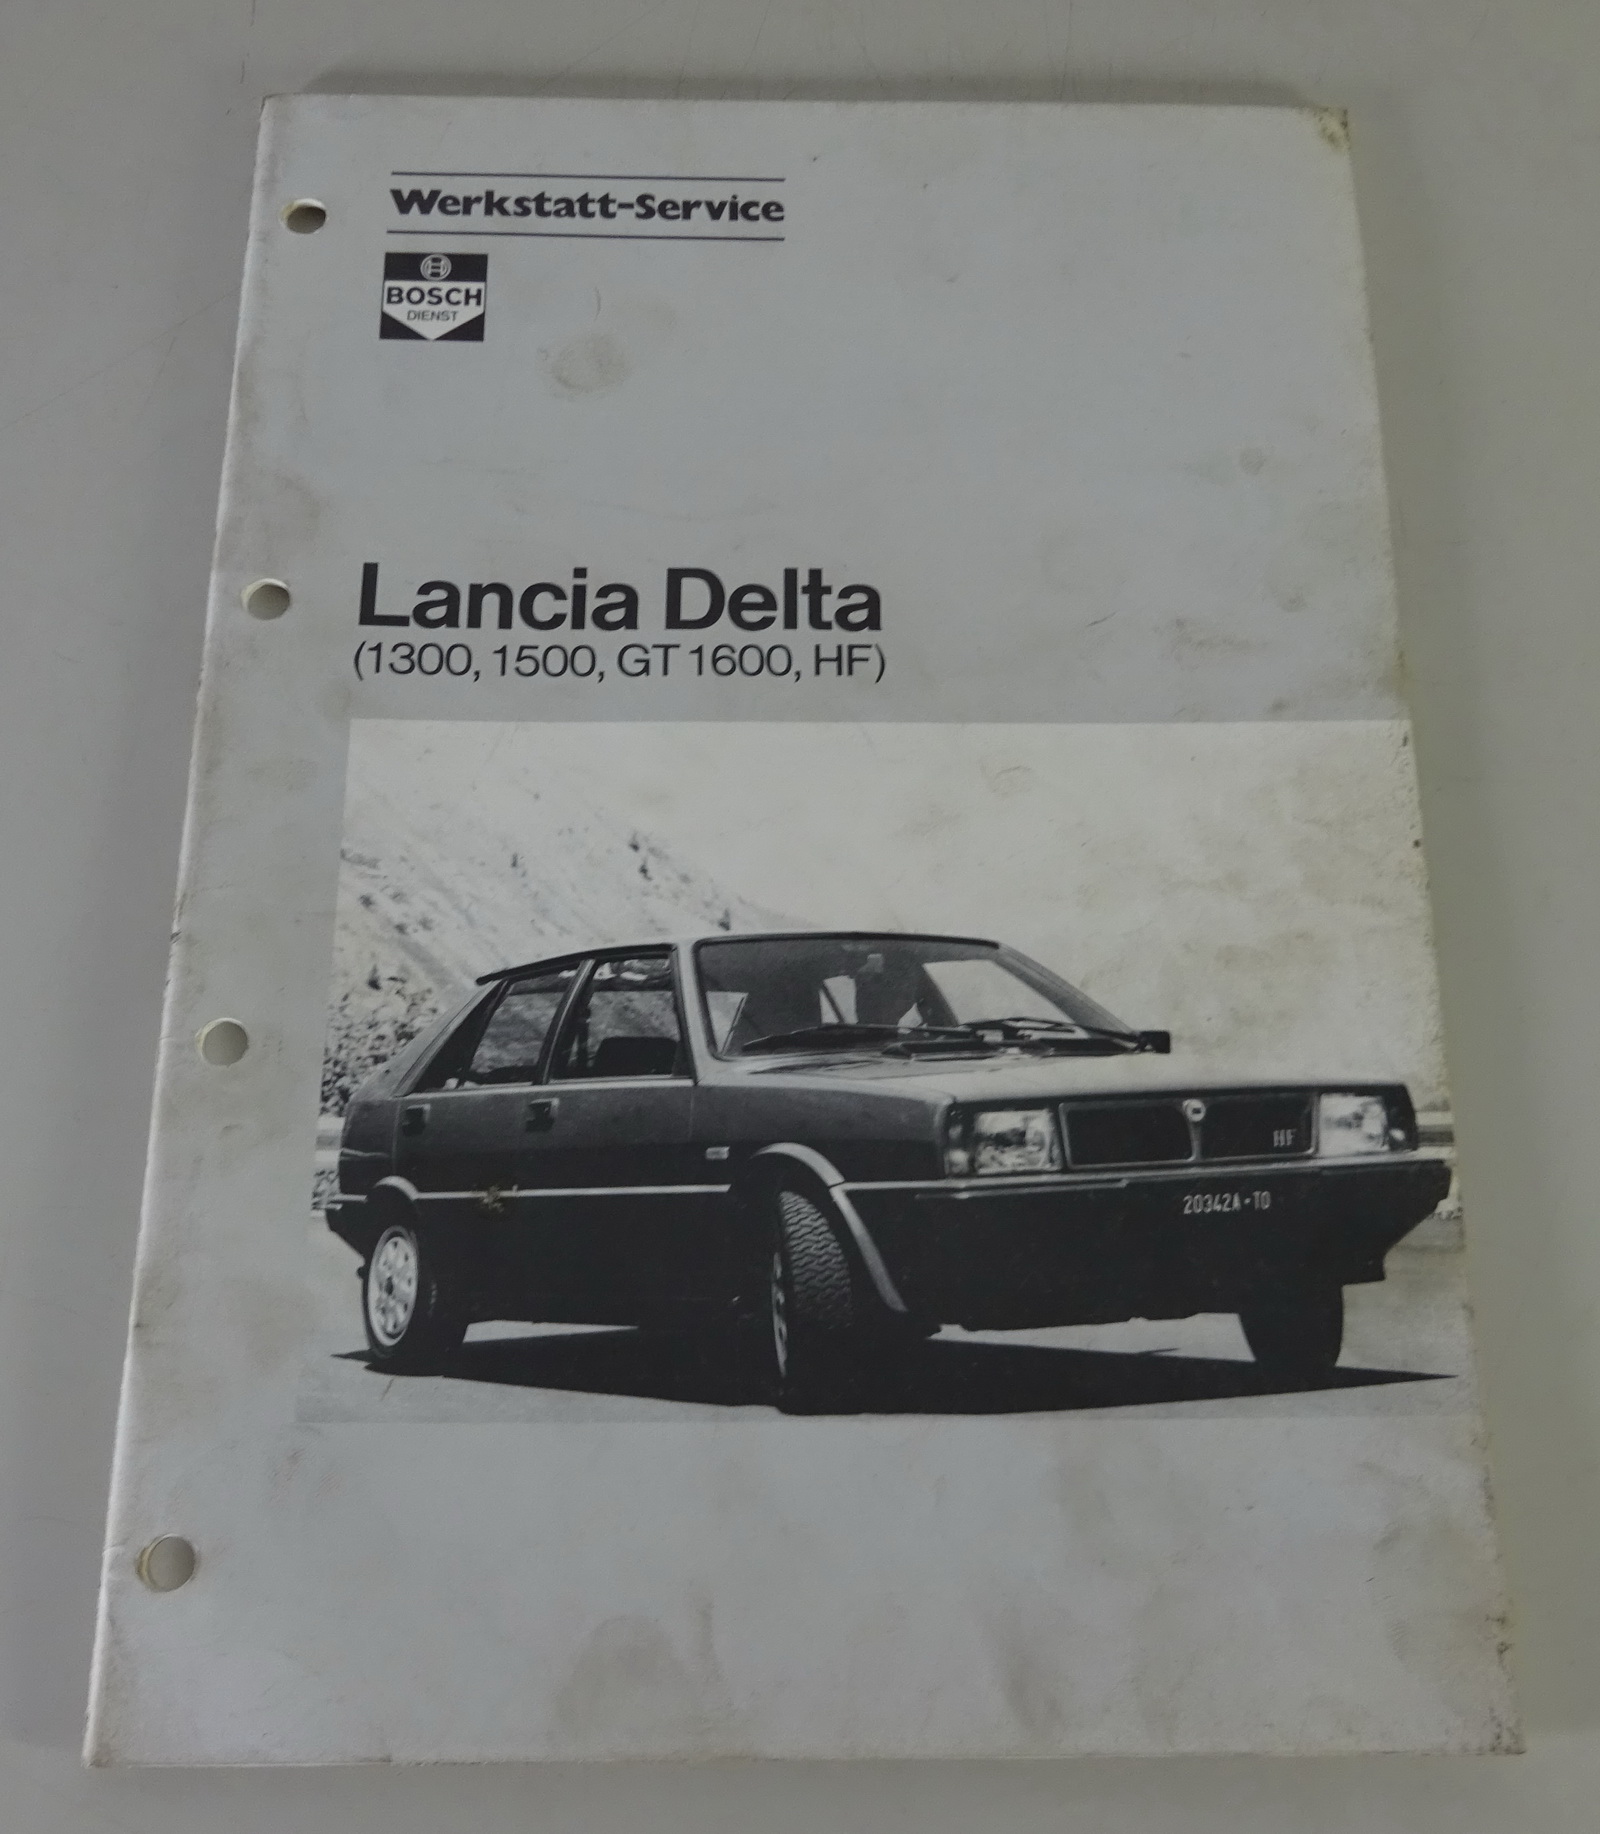 Werkstatt-Service
BOSCH
DIENST
Lancia Delta
(1300, 1500, GT 1600, HF)
HF
20342A·TO